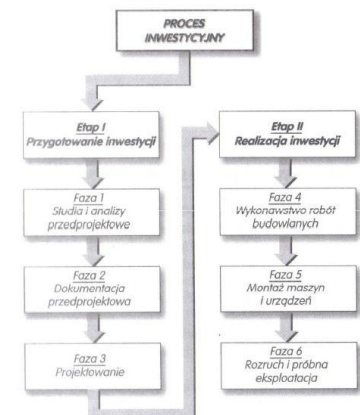 PROCES
INWESTYCYJNY
Etap I
Przygotowanie inwestycji
Faza 1
Studia i analizy
przedprojektowe
Faza 2
Dokumentacja
przedprojektowa
Faza 3
Projektowanie
Etap II
Realizacja inwestycji
Faza 4
Wykonawstwo robót
budowlanych
Faza 5
Montaż maszyn
i urządzeń
Faza 6
Rozruch i próbna
eksploatacja